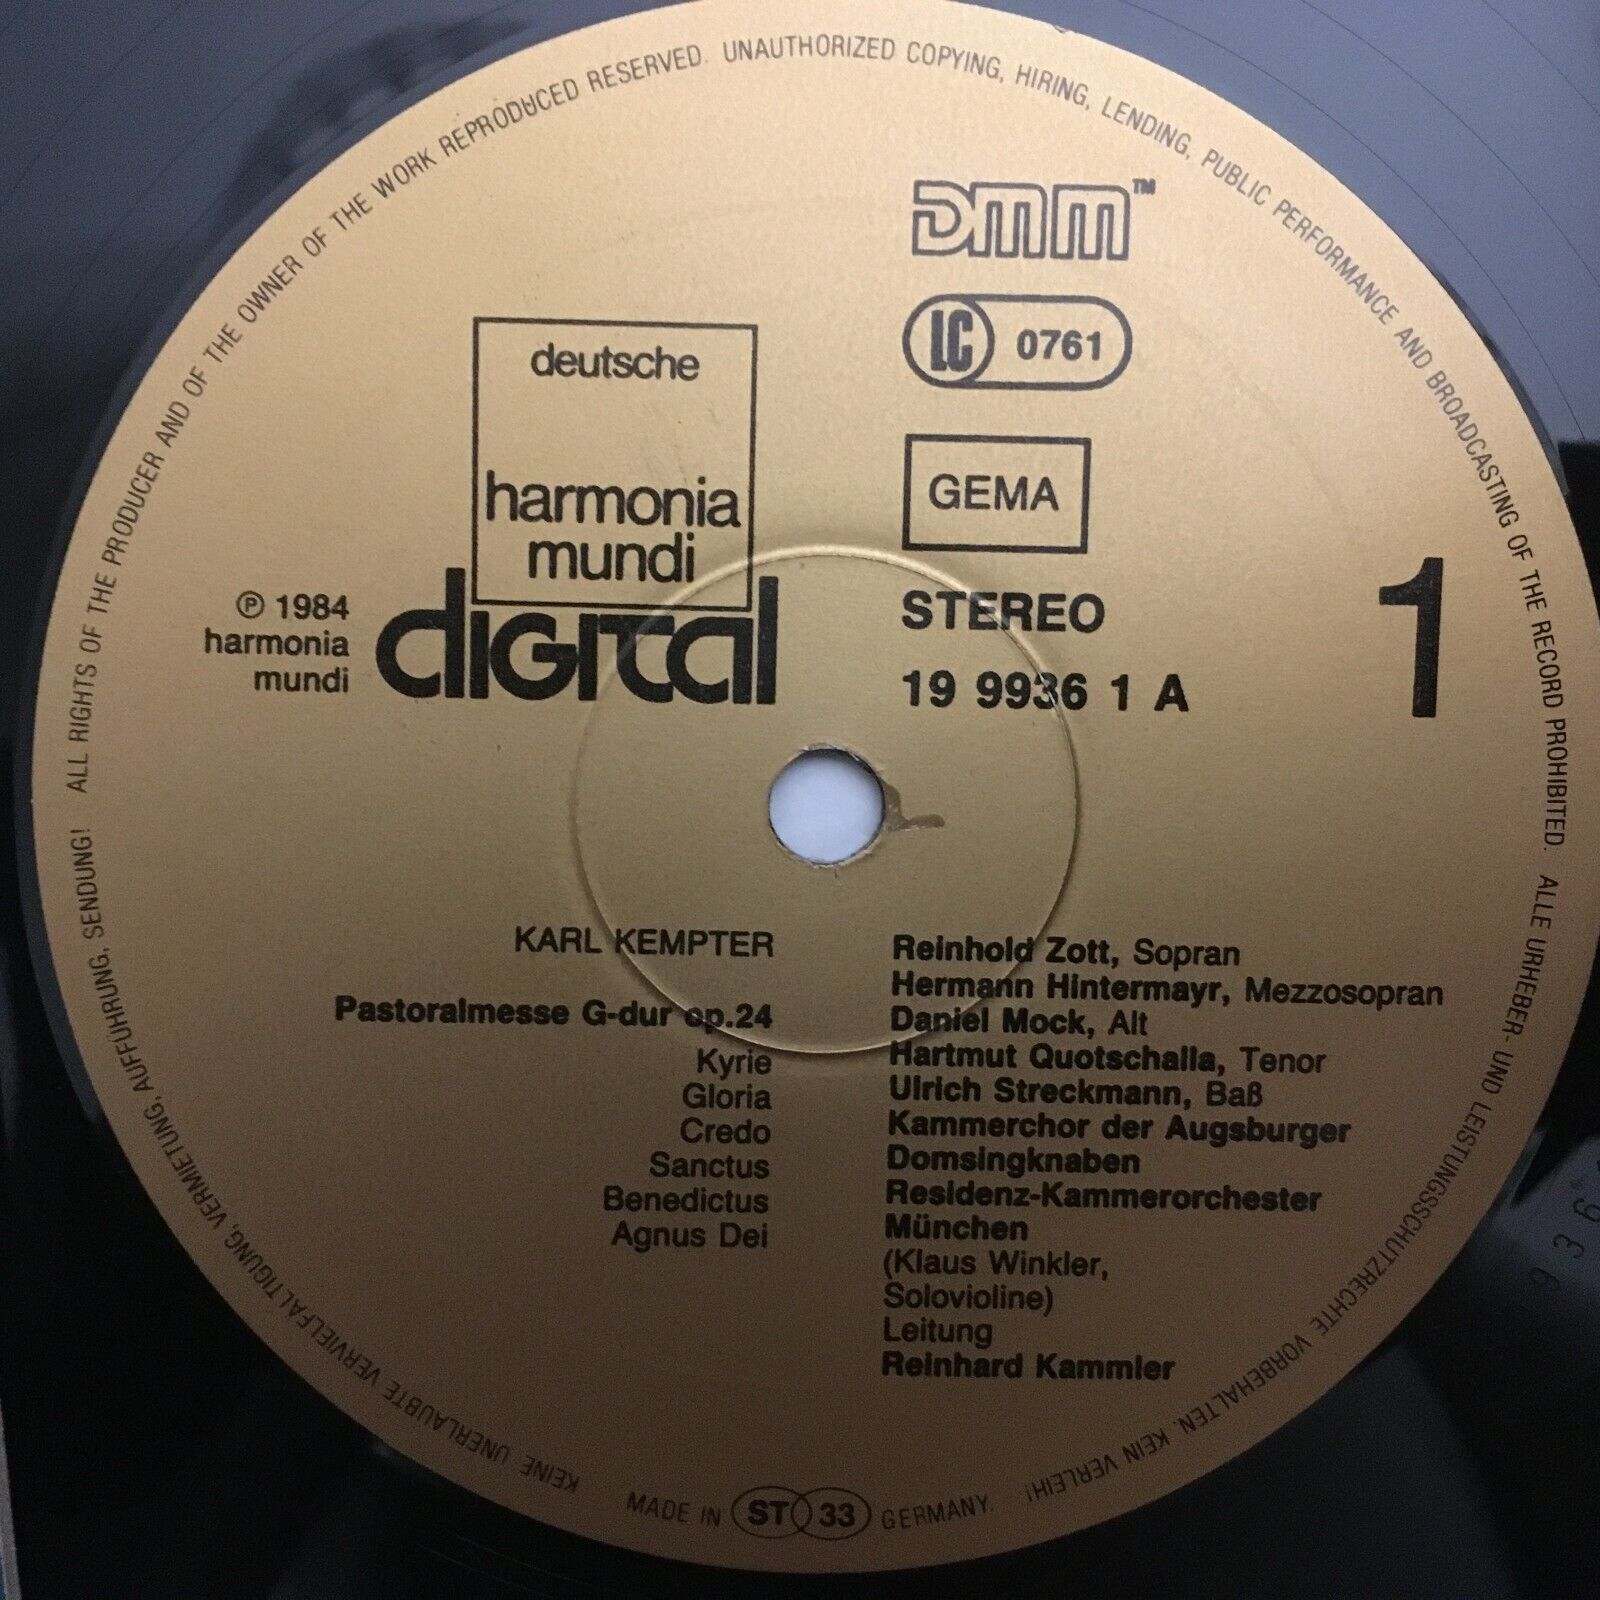 ALL RIGHTS OF THE PRODUCER AND OF THE OWNER OF THE WORK REPRODUCED RESERVED. UNAUTHORIZED COPYING, HIRING, LENDING, PUBLIC PERFORMANCE AND BROADCASTING OF THE RECORD PROHIBITED.
ALLE URHEBER- UND LEISTUNGSSCHUTZRECHTE VORBEHALTEN. KEIN VERLEIH!
KEINE UNERLAUBTE VERVIELFÄLTIGUNG, VERMIETUNG, AUFFÜHRUNG, SENDUNG!
DMM™
LC 0761
deutsche
harmonia
mundi
digital
GEMA
℗ 1984
harmonia
mundi
STEREO
19 9936 1 A
1
KARL KEMPTER
Pastoralmesse G-dur op.24
Kyrie
Gloria
Credo
Sanctus
Benedictus
Agnus Dei
Reinhold Zott, Sopran
Hermann Hintermayr, Mezzosopran
Daniel Mock, Alt
Hartmut Quotschalla, Tenor
Ulrich Streckmann, Baß
Kammerchor der Augsburger
Domsingknaben
Residenz-Kammerorchester
München
(Klaus Winkler,
Solovioline)
Leitung
Reinhard Kammler
MADE IN ST 33 GERMANY.